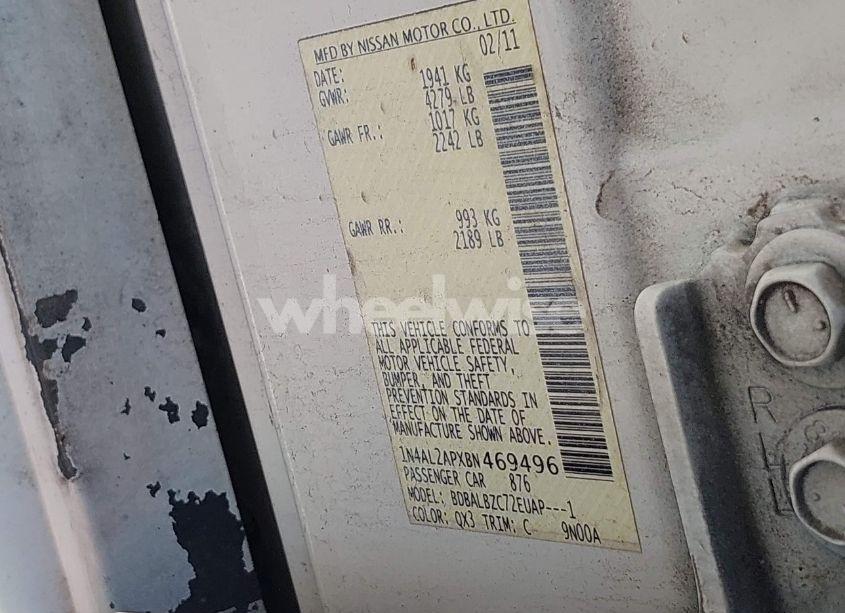 MFD BY NISSAN MOTOR CO., LTD.
DATE: 02/11
GVWR: 1941 KG
4279 LB
GAWR FR.: 1017 KG
2242 LB
GAWR RR.: 993 KG
2189 LB
wheelwise
THIS VEHICLE CONFORMS TO
ALL APPLICABLE FEDERAL
MOTOR VEHICLE SAFETY,
BUMPER, AND THEFT
PREVENTION STANDARDS IN
EFFECT ON THE DATE OF
MANUFACTURE SHOWN ABOVE.
1N4AL2APXBN469496
PASSENGER CAR 876
MODEL: BDBALBZC72EUAP---1
COLOR: QX3 TRIM: C 9N00A
R